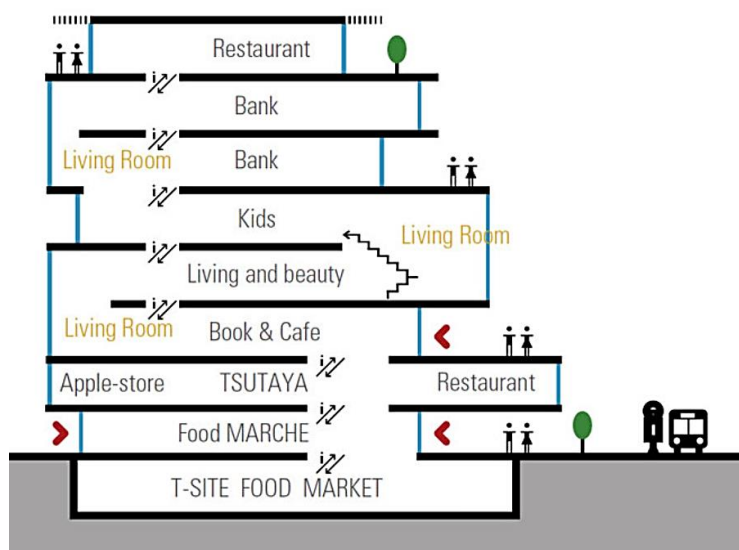 Restaurant
i
Bank
i
Living Room Bank
i
Kids
Living Room
i
Living and beauty
i
Living Room Book & Cafe
i
Apple-store TSUTAYA Restaurant
i
Food MARCHE
i
T-SITE FOOD MARKET